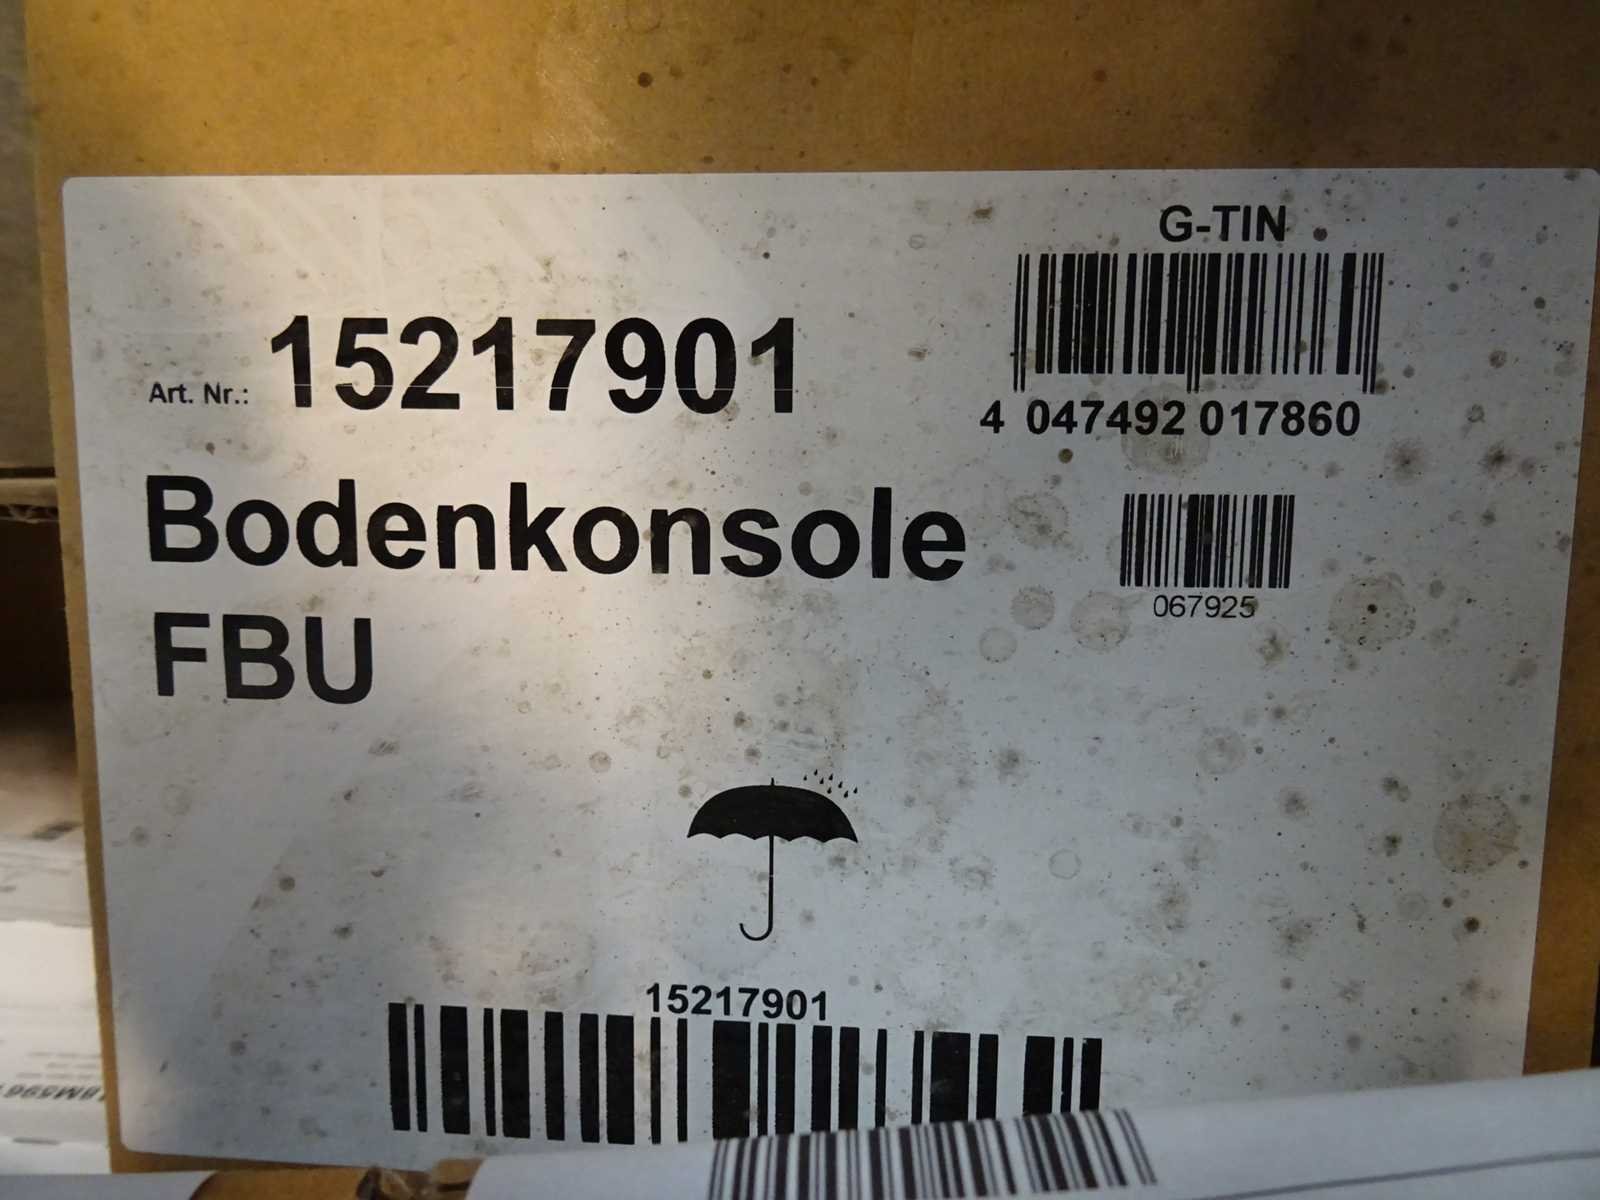 G-TIN
Art. Nr.: 15217901
4 047492 017860
Bodenkonsole
FBU
067925
15217901